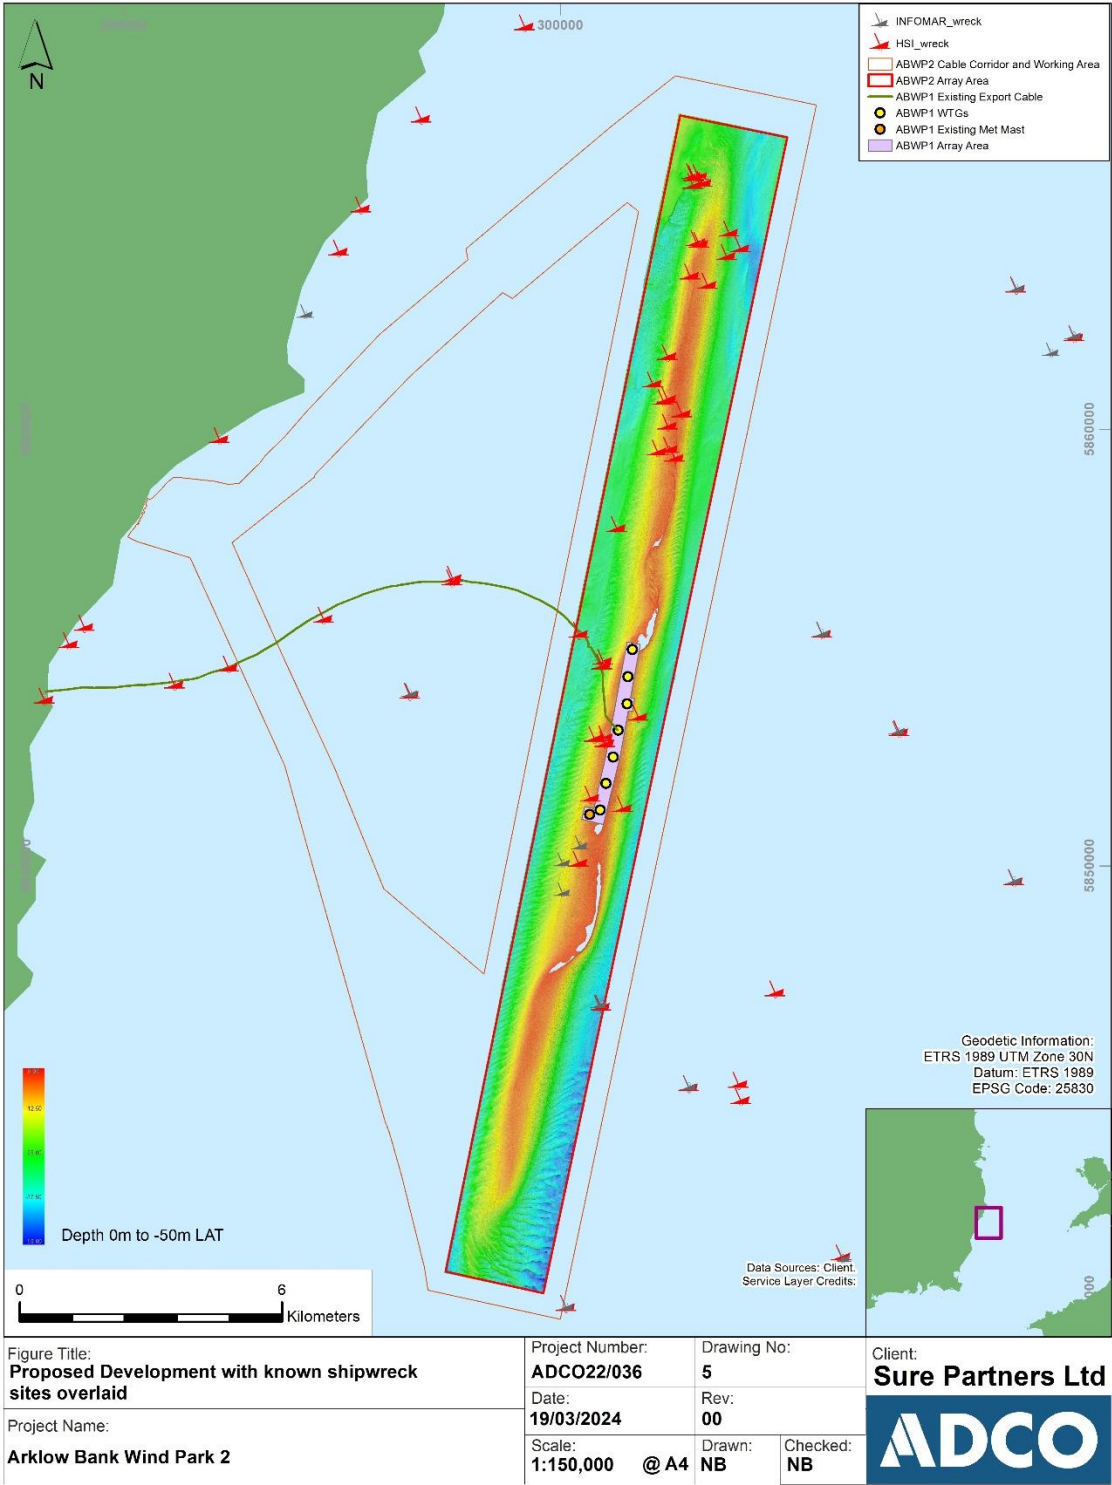 N
300000
INFOMAR_wreck
HSI_wreck
ABWP2 Cable Corridor and Working Area
ABWP2 Array Area
ABWP1 Existing Export Cable
ABWP1 WTGs
ABWP1 Existing Met Mast
ABWP1 Array Area
5860000
5850000
Geodetic Information:
ETRS 1989 UTM Zone 30N
Datum: ETRS 1989
EPSG Code: 25830
12.50
Depth 0m to -50m LAT
Data Sources: Client.
Service Layer Credits:
000
0
6
Kilometers
Figure Title:
Proposed Development with known shipwreck
sites overlaid
Project Name:
Arklow Bank Wind Park 2
Project Number:
ADCO22/036
Drawing No:
5
Date:
19/03/2024
Rev:
00
Scale:
1:150,000 @ A4
Drawn:
NB
Checked:
NB
Client:
Sure Partners Ltd
ADCO